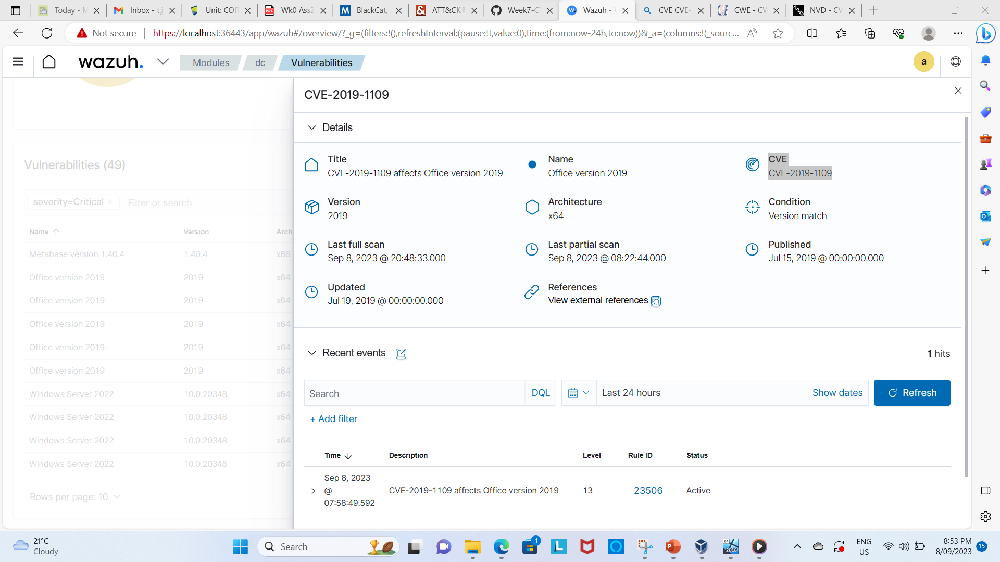 Today - M
Inbox - t.j
Unit: COI
Wk0 Ass2
BlackCat,
ATT&CK®
Week7-C
Wazuh -
CVE CVE-
CWE - CW
NVD - CV
Not secure
https://localhost:36443/app/wazuh#/overview/?_g=(filters:!(),refreshInterval:(pause:!t,value:0),time:(from:now-24h,to:now))&_a=(columns:!(_sourc...
wazuh.
Modules
dc
Vulnerabilities
a
CVE-2019-1109
Details
Title
CVE-2019-1109 affects Office version 2019
Name
Office version 2019
CVE
CVE-2019-1109
Version
2019
Architecture
x64
Condition
Version match
Last full scan
Sep 8, 2023 @ 20:48:33.000
Last partial scan
Sep 8, 2023 @ 08:22:44.000
Published
Jul 15, 2019 @ 00:00:00.000
Updated
Jul 19, 2019 @ 00:00:00.000
References
View external references
Recent events
1 hits
Search
DQL
Last 24 hours
Show dates
Refresh
+ Add filter
Time
Description
Level
Rule ID
Status
Sep 8, 2023
@
07:58:49.592
CVE-2019-1109 affects Office version 2019
13
23506
Active
Vulnerabilities (49)
severity=Critical
Filter or search
Name
Version
Archi
Metabase version 1.40.4 1.40.4 x86
Office version 2019 2019 x64
Office version 2019 2019 x64
Office version 2019 2019 x64
Office version 2019 2019 x64
Office version 2019 2019 x64
Windows Server 2022 10.0.20348 x64
Windows Server 2022 10.0.20348 x64
Windows Server 2022 10.0.20348 x64
Windows Server 2022 10.0.20348 x64
Rows per page: 10
21°C
Cloudy
Search
1
L
64
2016
ENG
US
8:53 PM
8/09/2023
15